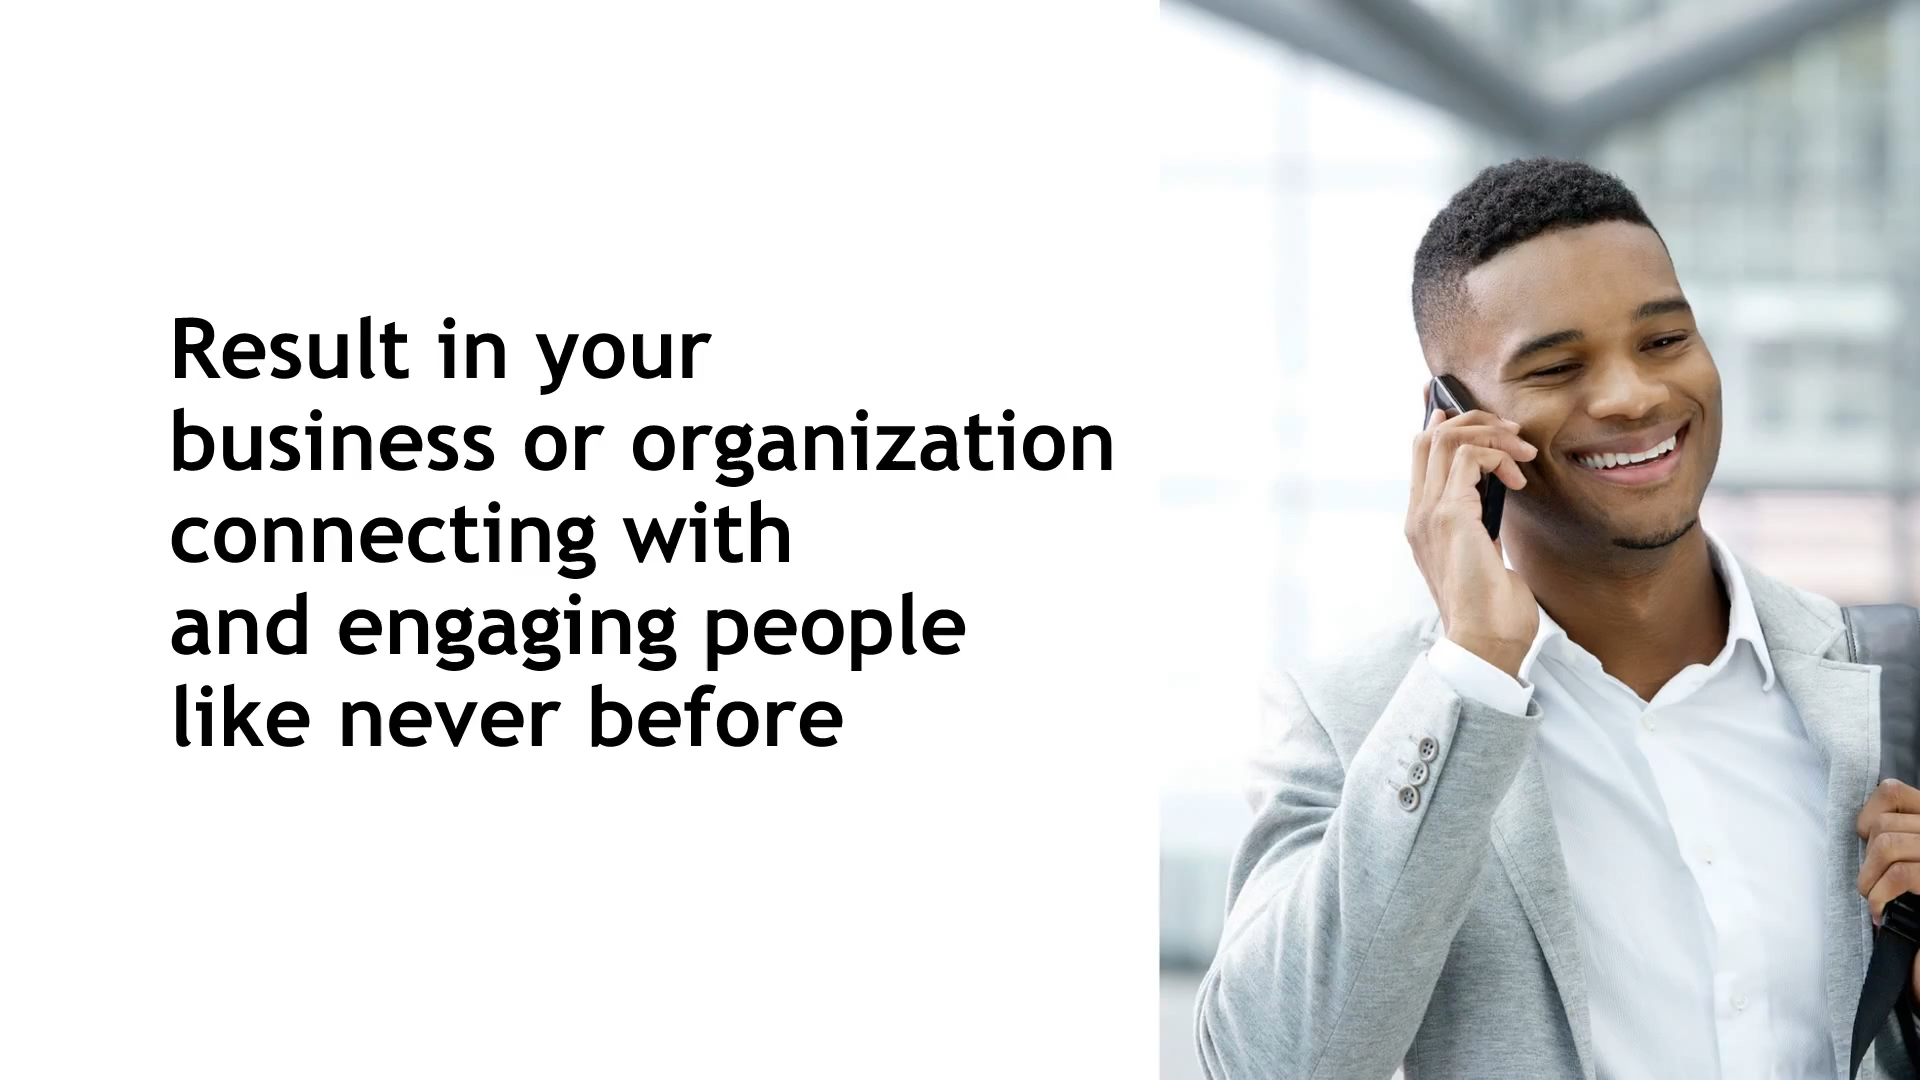 Result in your
business or organization
connecting with
and engaging people
like never before